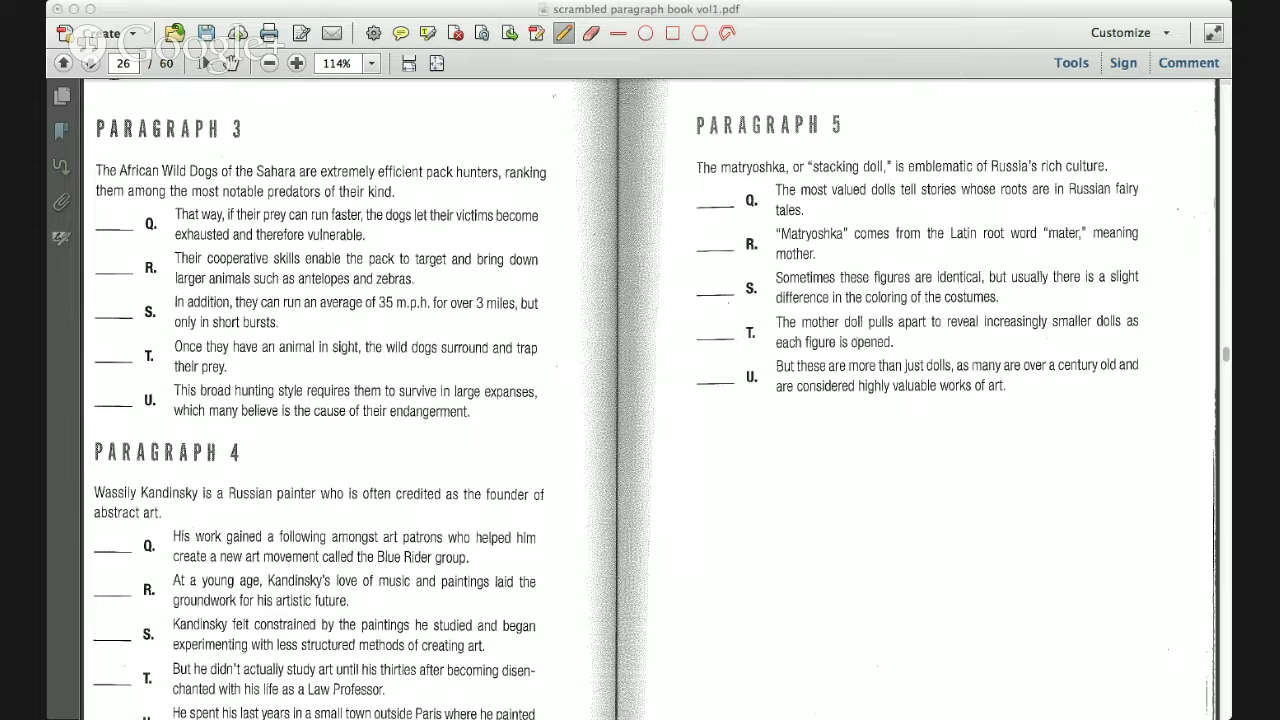 scrambled paragraph book vol1.pdf
Create
Google+
Customize
26 / 60
114%
Tools
Sign
Comment
PARAGRAPH 3
The African Wild Dogs of the Sahara are extremely efficient pack hunters, ranking
them among the most notable predators of their kind.
Q. That way, if their prey can run faster, the dogs let their victims become
exhausted and therefore vulnerable.
R. Their cooperative skills enable the pack to target and bring down
larger animals such as antelopes and zebras.
S. In addition, they can run an average of 35 m.p.h. for over 3 miles, but
only in short bursts.
T. Once they have an animal in sight, the wild dogs surround and trap
their prey.
U. This broad hunting style requires them to survive in large expanses,
which many believe is the cause of their endangerment.
PARAGRAPH 4
Wassily Kandinsky is a Russian painter who is often credited as the founder of
abstract art.
Q. His work gained a following amongst art patrons who helped him
create a new art movement called the Blue Rider group.
R. At a young age, Kandinsky's love of music and paintings laid the
groundwork for his artistic future.
S. Kandinsky felt constrained by the paintings he studied and began
experimenting with less structured methods of creating art.
T. But he didn't actually study art until his thirties after becoming disen-
chanted with his life as a Law Professor.
He spent his last years in a small town outside Paris where he painted
PARAGRAPH 5
The matryoshka, or "stacking doll," is emblematic of Russia's rich culture.
Q. The most valued dolls tell stories whose roots are in Russian fairy
tales.
R. "Matryoshka" comes from the Latin root word "mater," meaning
mother.
S. Sometimes these figures are identical, but usually there is a slight
difference in the coloring of the costumes.
T. The mother doll pulls apart to reveal increasingly smaller dolls as
each figure is opened.
U. But these are more than just dolls, as many are over a century old and
are considered highly valuable works of art.